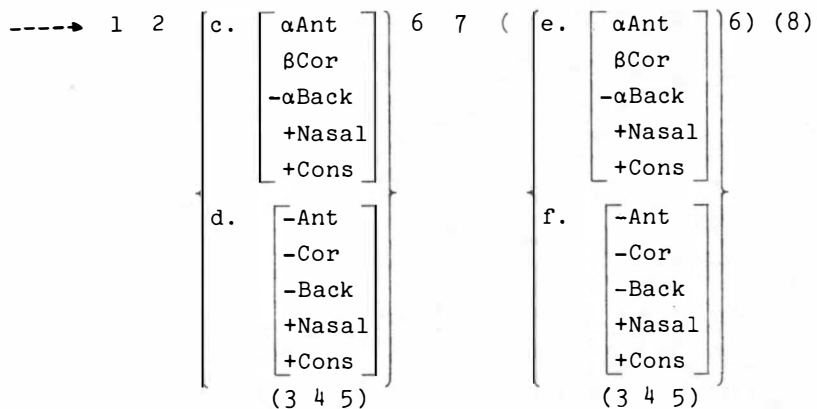 ----→ 1 2 c. αAnt 6 7 ( e. αAnt 6) (8)
βCor βCor
-αBack -αBack
+Nasal +Nasal
+Cons +Cons
d. -Ant f. -Ant
-Cor -Cor
-Back -Back
+Nasal +Nasal
+Cons +Cons
(3 4 5) (3 4 5)